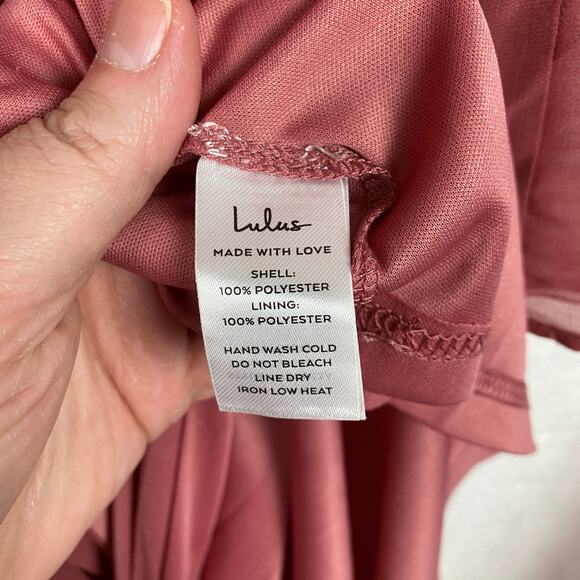 Lulus
MADE WITH LOVE
SHELL:
100% POLYESTER
LINING:
100% POLYESTER
HAND WASH COLD
DO NOT BLEACH
LINE DRY
IRON LOW HEAT